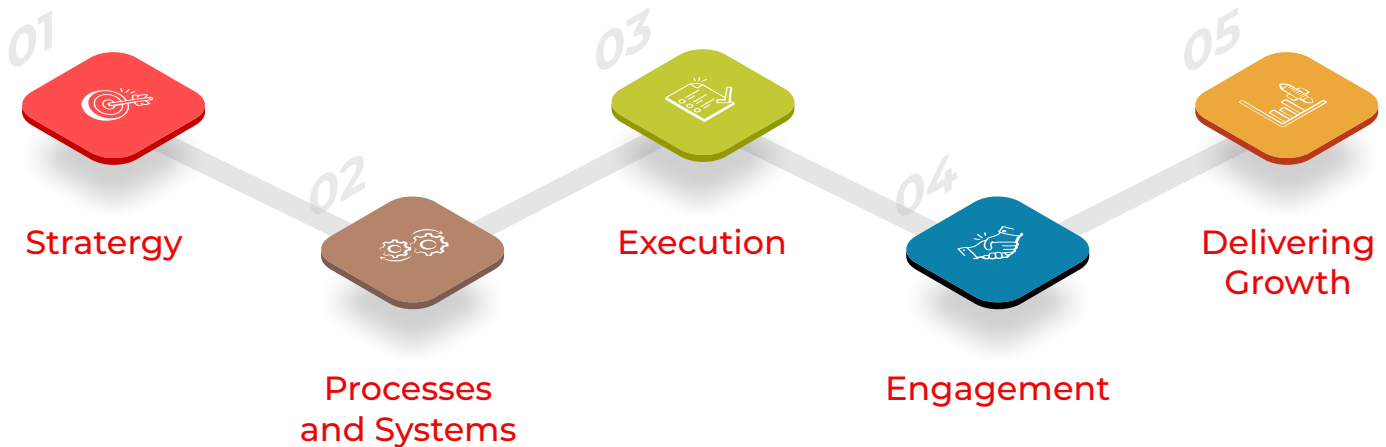 01
Stratergy
02
Processes
and Systems
03
Execution
04
Engagement
05
Delivering
Growth